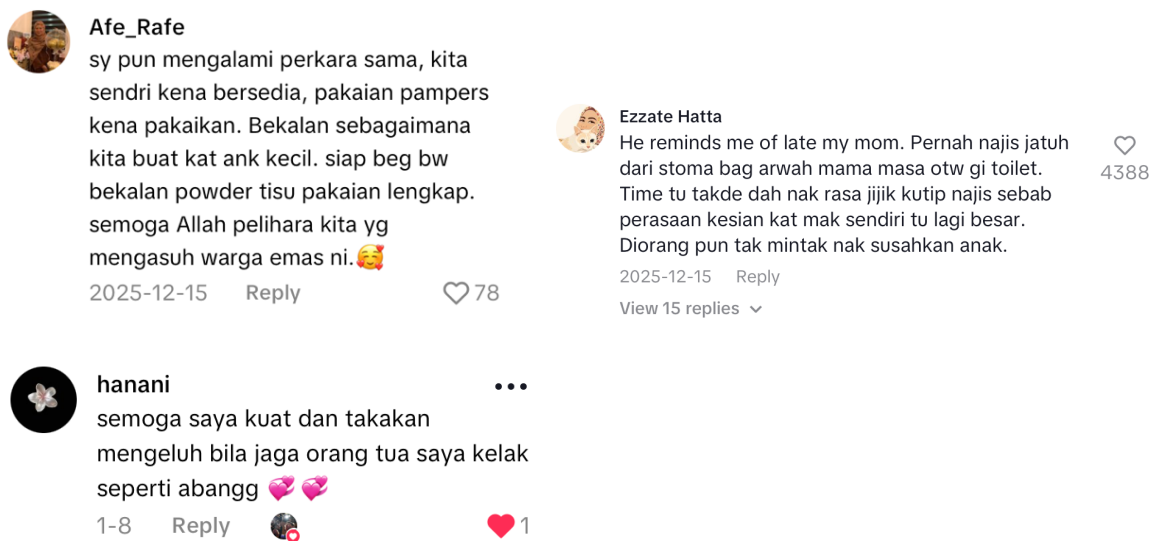 Afe_Rafe
sy pun mengalami perkara sama, kita
sendri kena bersedia, pakaian pampers
kena pakaikan. Bekalan sebagaimana
kita buat kat ank kecil. siap beg bw
bekalan powder tisu pakaian lengkap.
semoga Allah pelihara kita yg
mengasuh warga emas ni.🥰
2025-12-15 Reply 78
Ezzate Hatta
He reminds me of late my mom. Pernah najis jatuh
dari stoma bag arwah mama masa otw gi toilet.
Time tu takde dah nak rasa jijik kutip najis sebab
perasaan kesian kat mak sendiri tu lagi besar.
Diorang pun tak mintak nak susahkan anak.
4388
2025-12-15 Reply
View 15 replies
hanani
semoga saya kuat dan takakan
mengeluh bila jaga orang tua saya kelak
seperti abangg 💞 💞
1-8 Reply 1